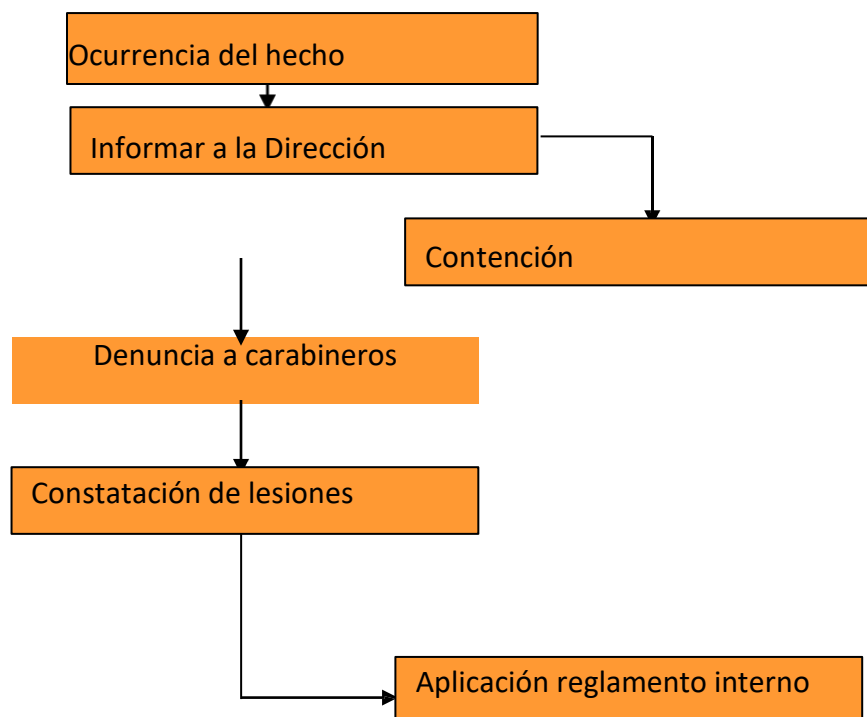 Ocurrencia del hecho
Informar a la Dirección
Contención
Denuncia a carabineros
Constatación de lesiones
Aplicación reglamento interno